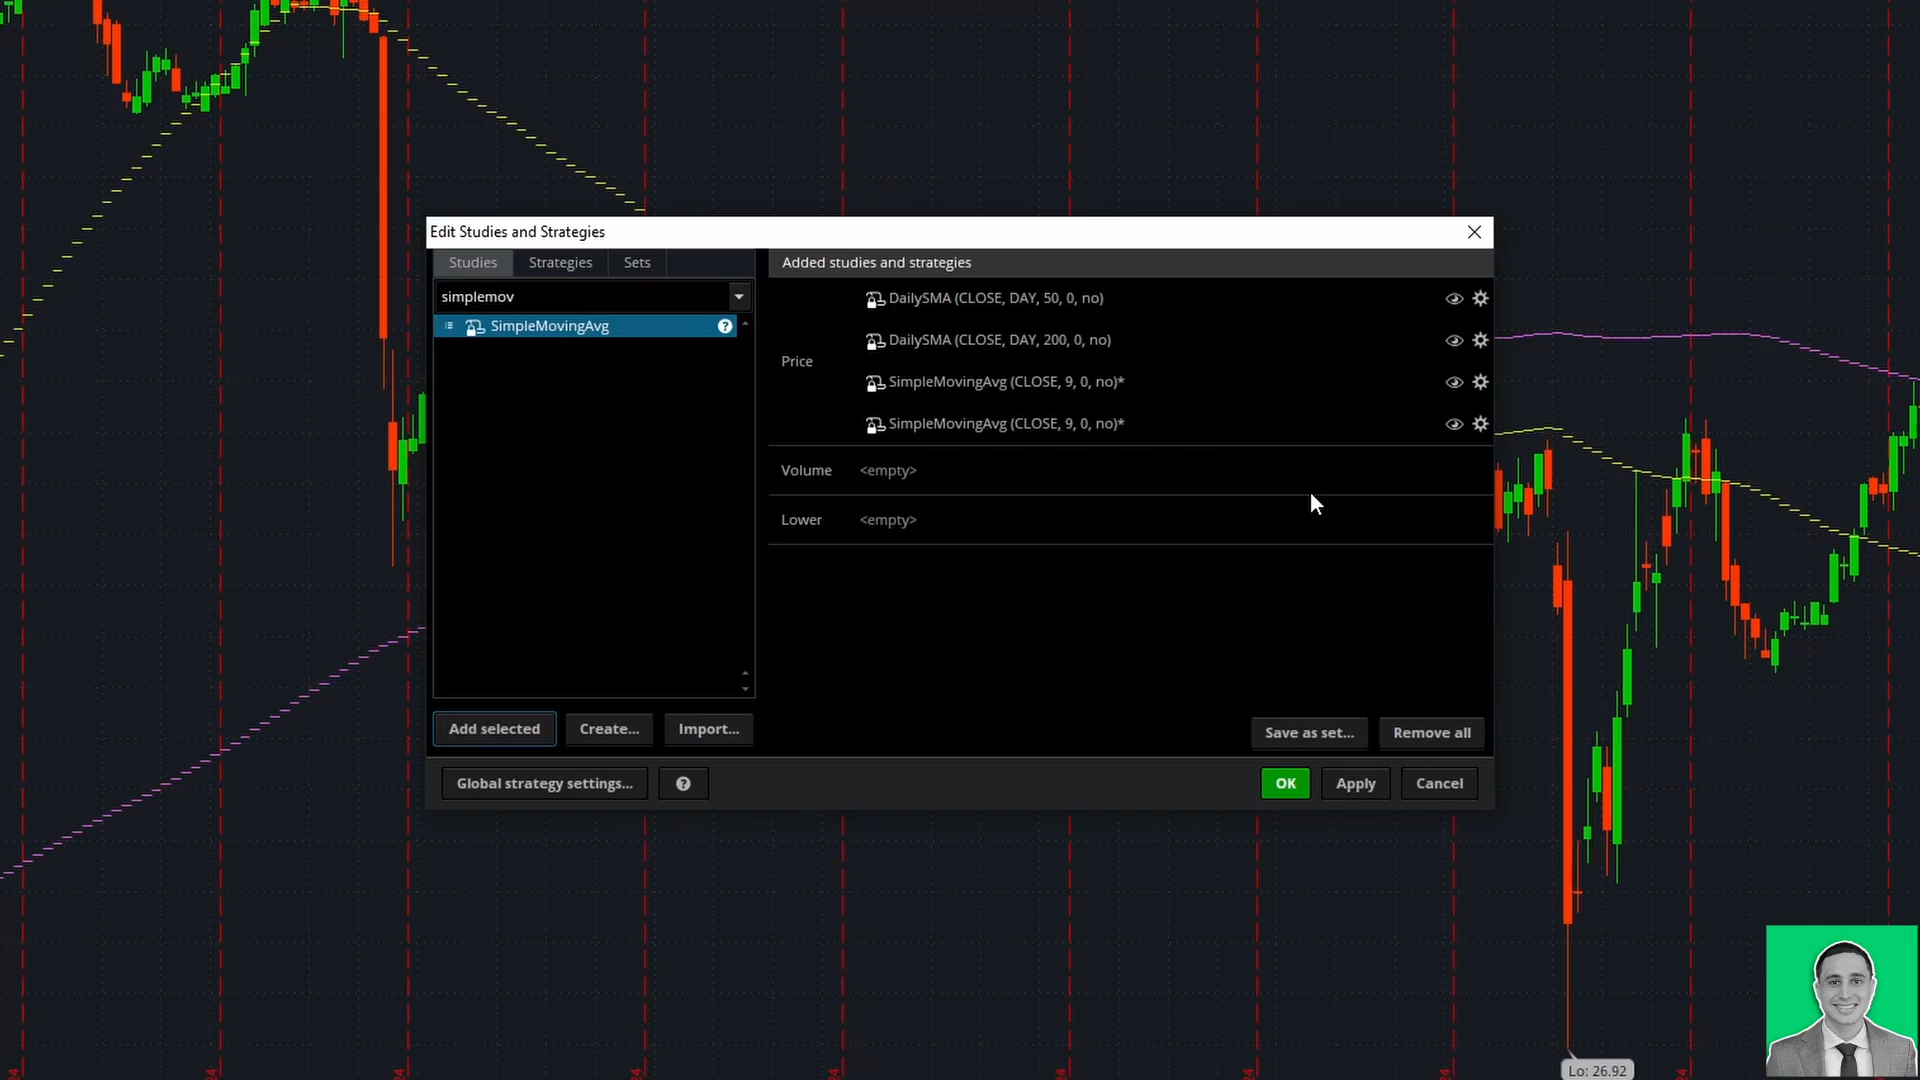 Edit Studies and Strategies
Studies Strategies Sets
simplemov
SimpleMovingAvg
Added studies and strategies
Price
DailySMA (CLOSE, DAY, 50, 0, no)
DailySMA (CLOSE, DAY, 200, 0, no)
SimpleMovingAvg (CLOSE, 9, 0, no)*
SimpleMovingAvg (CLOSE, 9, 0, no)*
Volume <empty>
Lower <empty>
Add selected Create... Import...
Save as set... Remove all
Global strategy settings... ?
OK Apply Cancel
Lo: 26.92